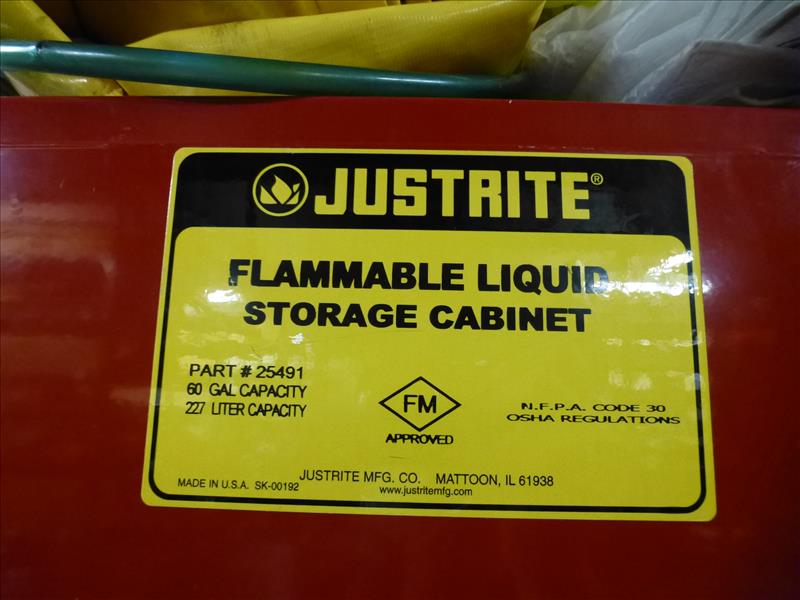 JUSTRITE®
FLAMMABLE LIQUID
STORAGE CABINET
PART # 25491
60 GAL CAPACITY
227 LITER CAPACITY
FM
APPROVED
N.F.P.A. CODE 30
OSHA REGULATIONS
MADE IN U.S.A. SK-00192
JUSTRITE MFG. CO. MATTOON, IL 61938
www.justritemfg.com